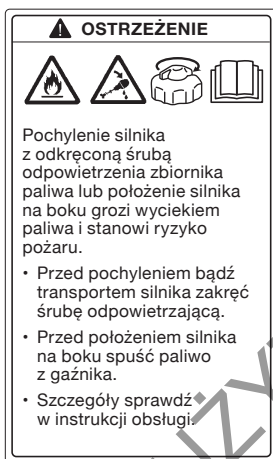 OSTRZEŻENIE
Pochylenie silnika
z odkręconą śrubą
odpowietrzenia zbiornika
paliwa lub położenie silnika
na boku grozi wyciekiem
paliwa i stanowi ryzyko
pożaru.
• Przed pochyleniem bądź
transportem silnika zakręć
śrubę odpowietrzającą.
• Przed położeniem silnika
na boku spuść paliwo
z gaźnika.
• Szczegóły sprawdź
w instrukcji obsługi.